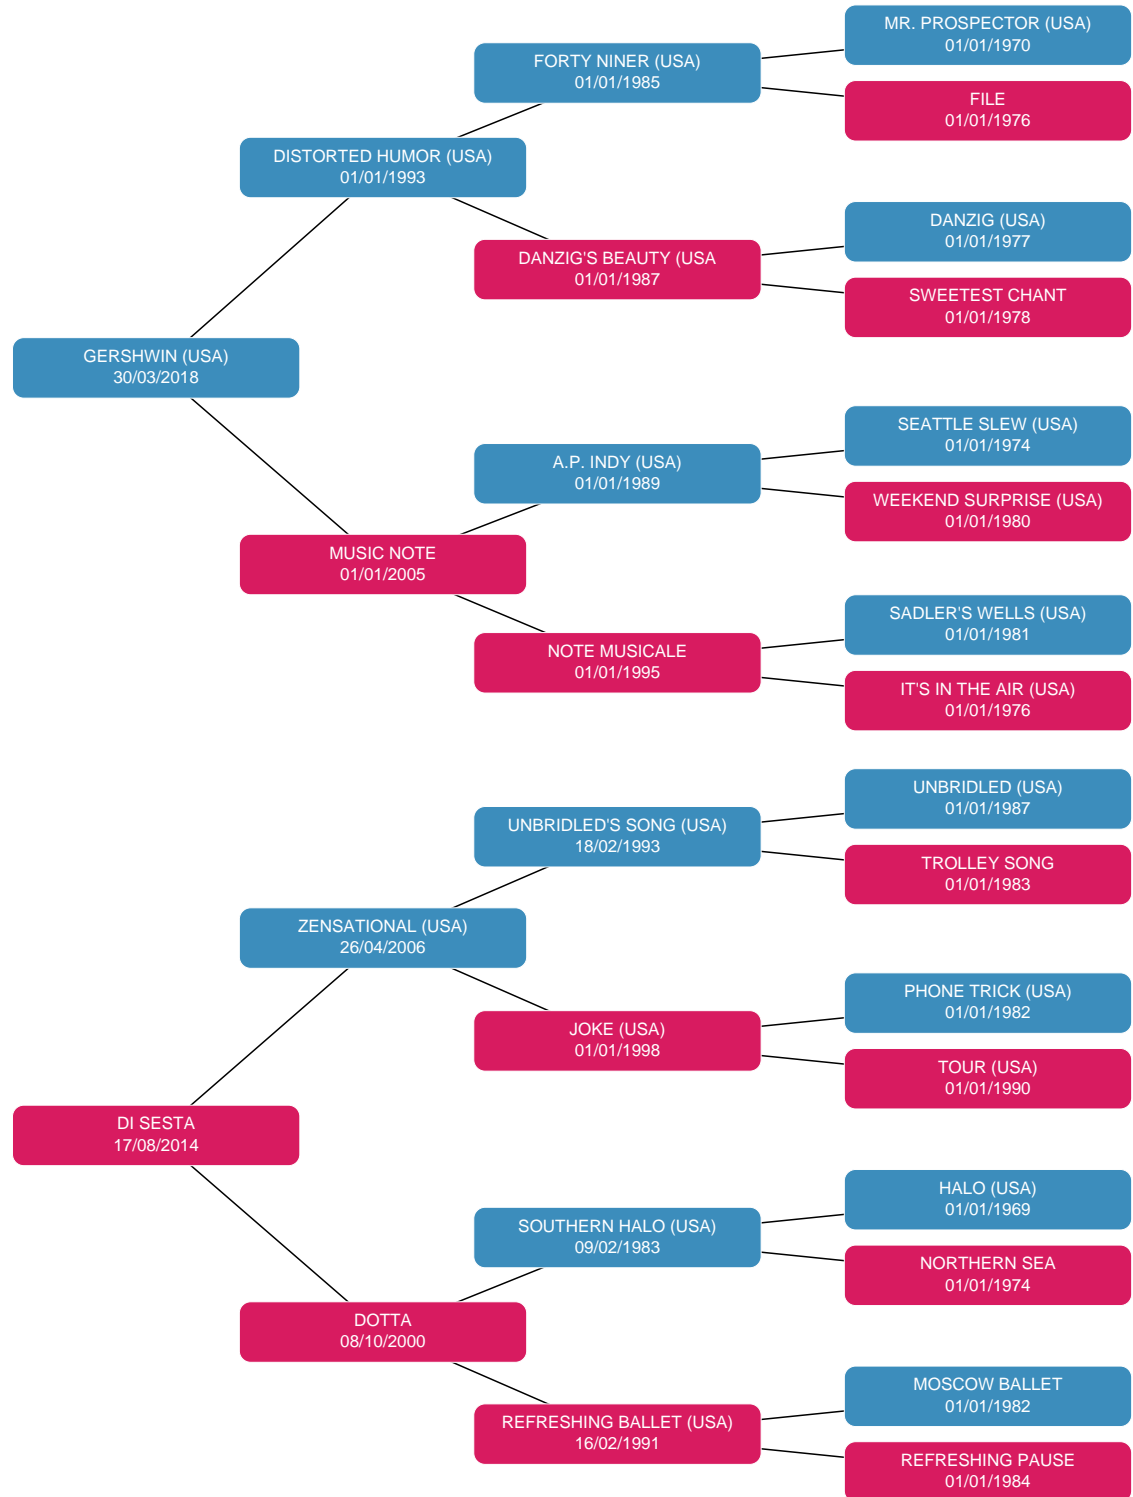 MR. PROSPECTOR (USA)
01/01/1970
FORTY NINER (USA)
01/01/1985
FILE
01/01/1976
DISTORTED HUMOR (USA)
01/01/1993
DANZIG (USA)
01/01/1977
DANZIG'S BEAUTY (USA
01/01/1987
SWEETEST CHANT
01/01/1978
GERSHWIN (USA)
30/03/2018
SEATTLE SLEW (USA)
01/01/1974
A.P. INDY (USA)
01/01/1989
WEEKEND SURPRISE (USA)
01/01/1980
MUSIC NOTE
01/01/2005
SADLER'S WELLS (USA)
01/01/1981
NOTE MUSICALE
01/01/1995
IT'S IN THE AIR (USA)
01/01/1976
UNBRIDLED (USA)
01/01/1987
UNBRIDLED'S SONG (USA)
18/02/1993
TROLLEY SONG
01/01/1983
ZENSATIONAL (USA)
26/04/2006
PHONE TRICK (USA)
01/01/1982
JOKE (USA)
01/01/1998
TOUR (USA)
01/01/1990
DI SESTA
17/08/2014
HALO (USA)
01/01/1969
SOUTHERN HALO (USA)
09/02/1983
NORTHERN SEA
01/01/1974
DOTTA
08/10/2000
MOSCOW BALLET
01/01/1982
REFRESHING BALLET (USA)
16/02/1991
REFRESHING PAUSE
01/01/1984